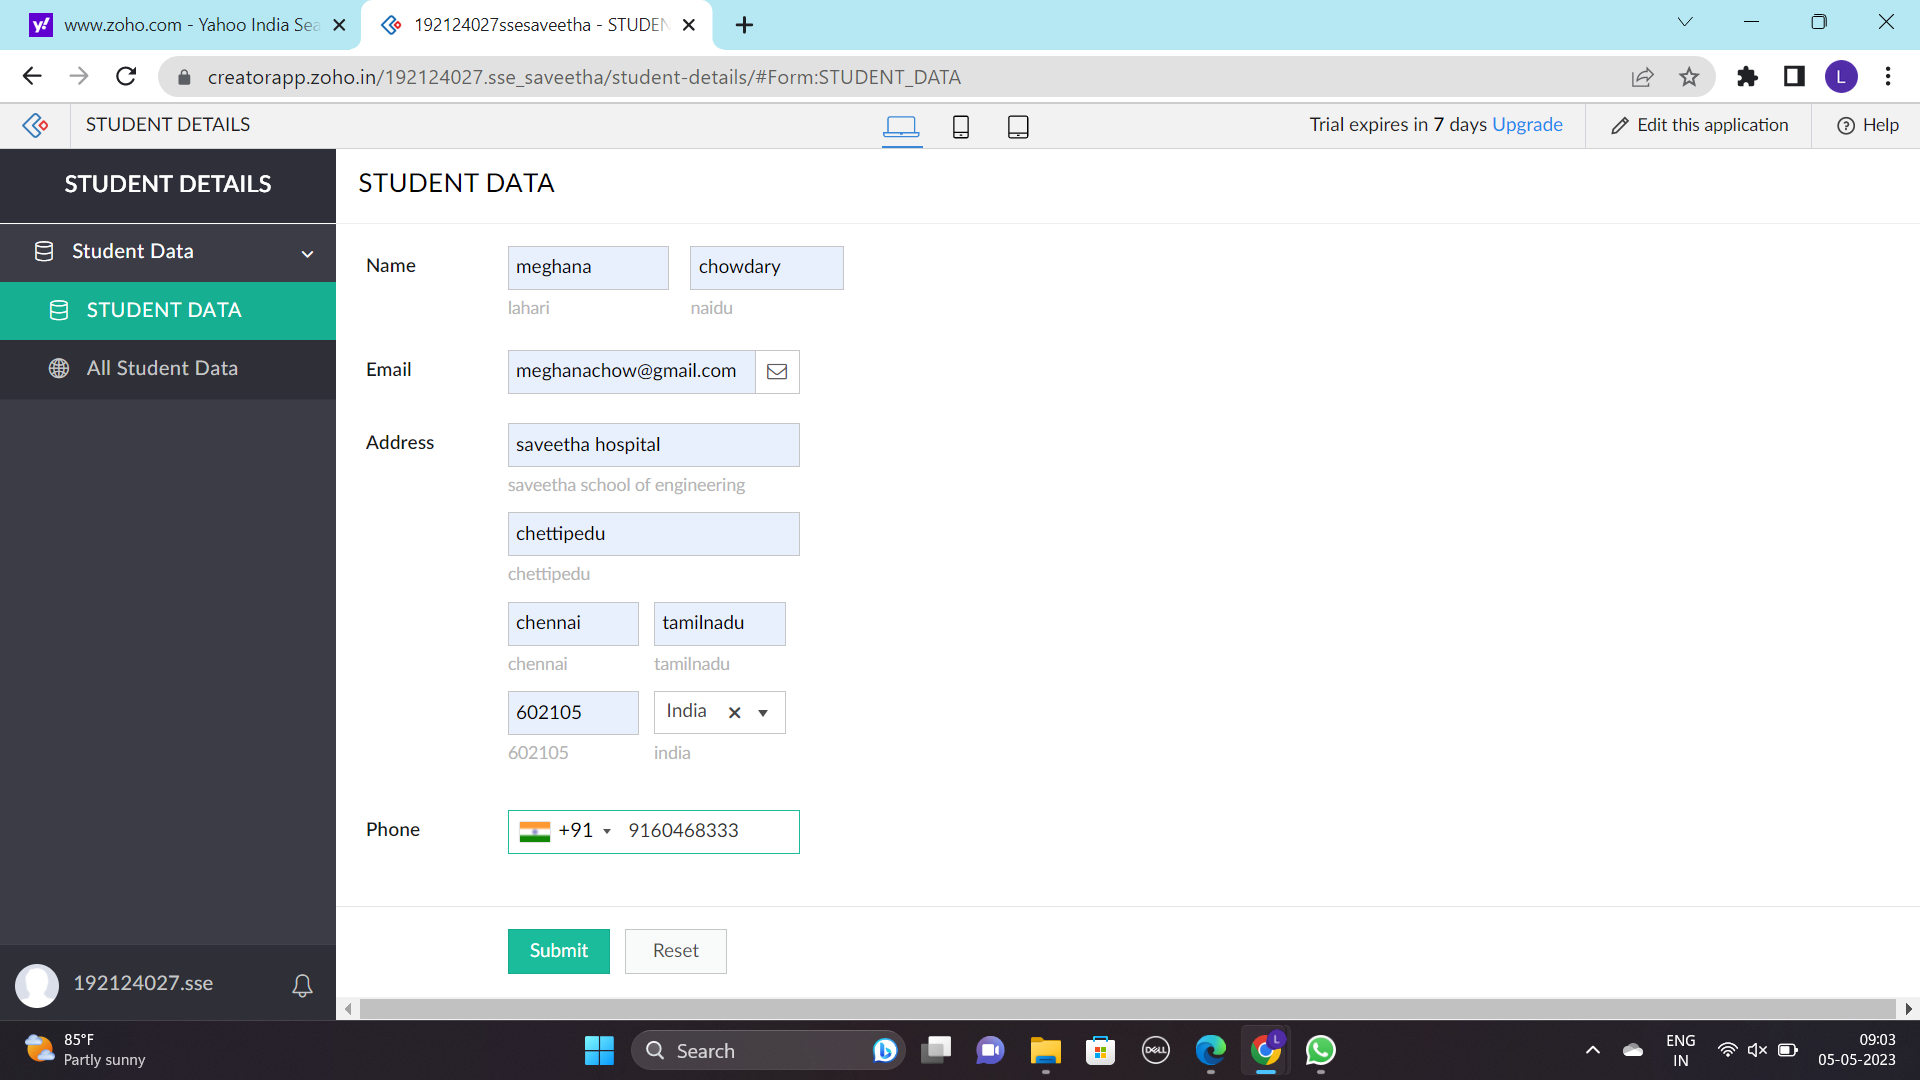 www.zoho.com - Yahoo India Sea
192124027ssesaveetha - STUDEN
creatorapp.zoho.in/192124027.sse_saveetha/student-details/#Form:STUDENT_DATA
L
STUDENT DETAILS
Trial expires in 7 days Upgrade
Edit this application
Help
STUDENT DETAILS
STUDENT DATA
Student Data
STUDENT DATA
All Student Data
Name
meghana
chowdary
lahari
naidu
Email
meghanachow@gmail.com
Address
saveetha hospital
saveetha school of engineering
chettipedu
chettipedu
chennai
tamilnadu
chennai
tamilnadu
602105
India
602105
india
Phone
+91
9160468333
Submit
Reset
192124027.sse
85°F
Partly sunny
Search
DELL
L
ENG
IN
09:03
05-05-2023